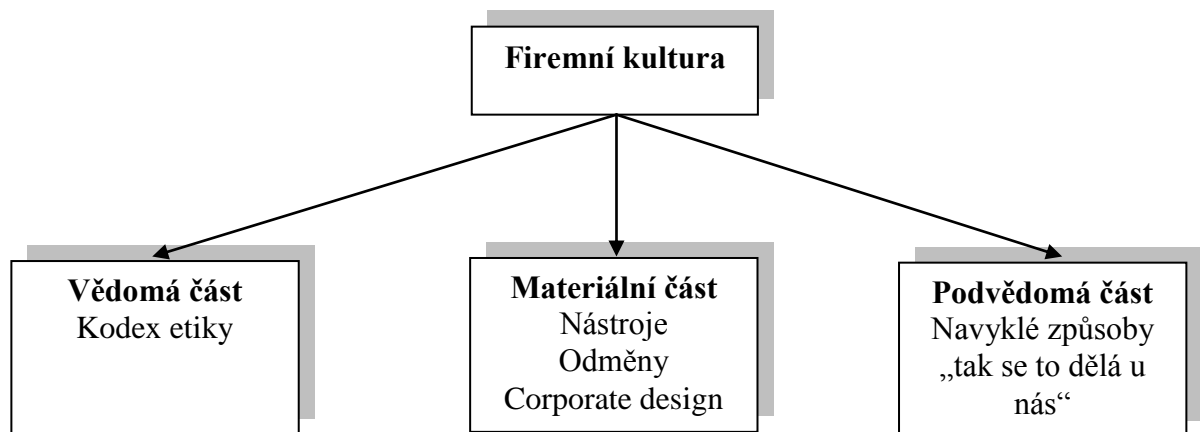 Firemní kultura
Vědomá část
Kodex etiky
Materiální část
Nástroje
Odměny
Corporate design
Podvědomá část
Navyklé způsoby
„tak se to dělá u
nás“